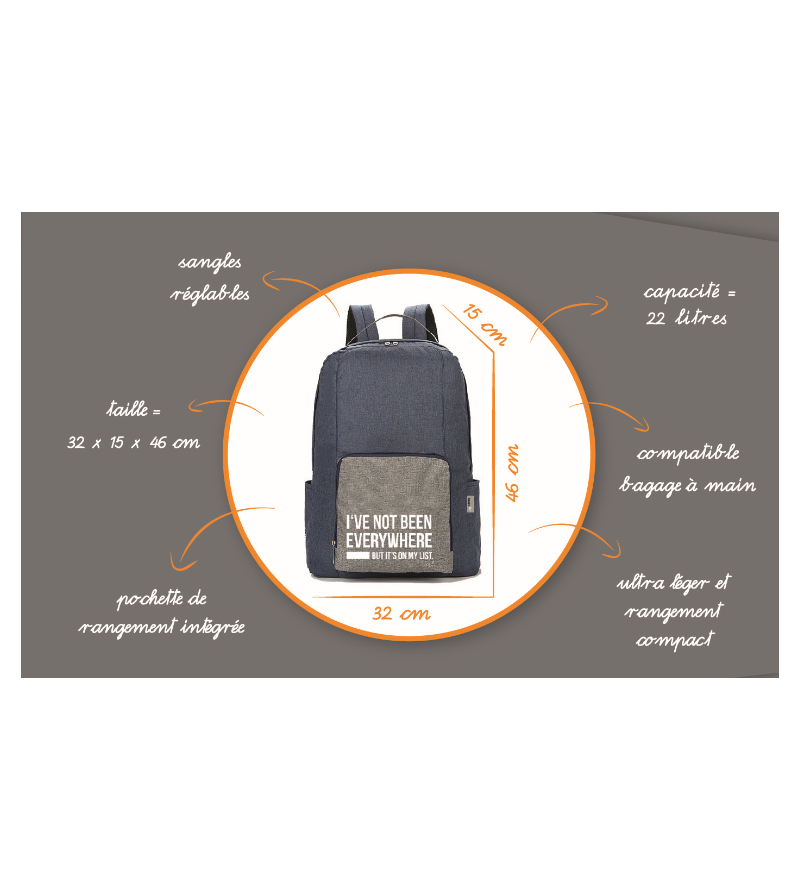 sangles
réglables
capacité =
22 litres
15 cm
taille =
32 x 15 x 46 cm
compatible
bagage à main
46 cm
I'VE NOT BEEN
EVERYWHERE
BUT IT'S ON MY LIST.
pochette de
rangement intégrée
ultra léger et
rangement
compact
32 cm